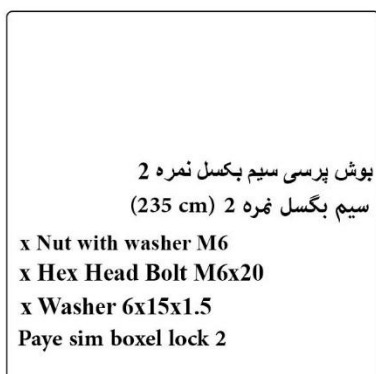 بوش پرسی سیم بکسل نمره 2
سیم بگسل نمره 2 (235 cm)
x Nut with washer M6
x Hex Head Bolt M6x20
x Washer 6x15x1.5
Paye sim boxel lock 2